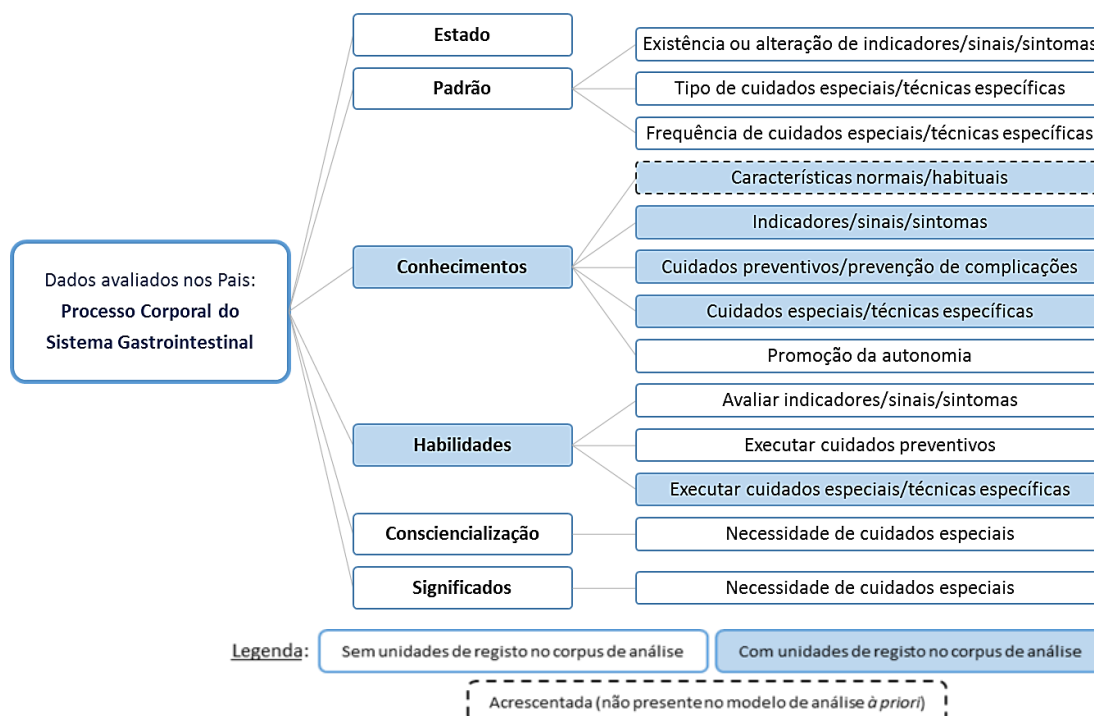 Estado
Padrão
Existência ou alteração de indicadores/sinais/sintomas
Tipo de cuidados especiais/técnicas específicas
Frequência de cuidados especiais/técnicas específicas
Características normais/habituais
Indicadores/sinais/sintomas
Conhecimentos
Cuidados preventivos/prevenção de complicações
Cuidados especiais/técnicas específicas
Promoção da autonomia
Dados avaliados nos Pais:
Processo Corporal do
Sistema Gastrointestinal
Avaliar indicadores/sinais/sintomas
Habilidades
Executar cuidados preventivos
Executar cuidados especiais/técnicas específicas
Consciencialização
Necessidade de cuidados especiais
Significados
Necessidade de cuidados especiais
Legenda:
Sem unidades de registo no corpus de análise
Com unidades de registo no corpus de análise
Acrescentada (não presente no modelo de análise à priori)